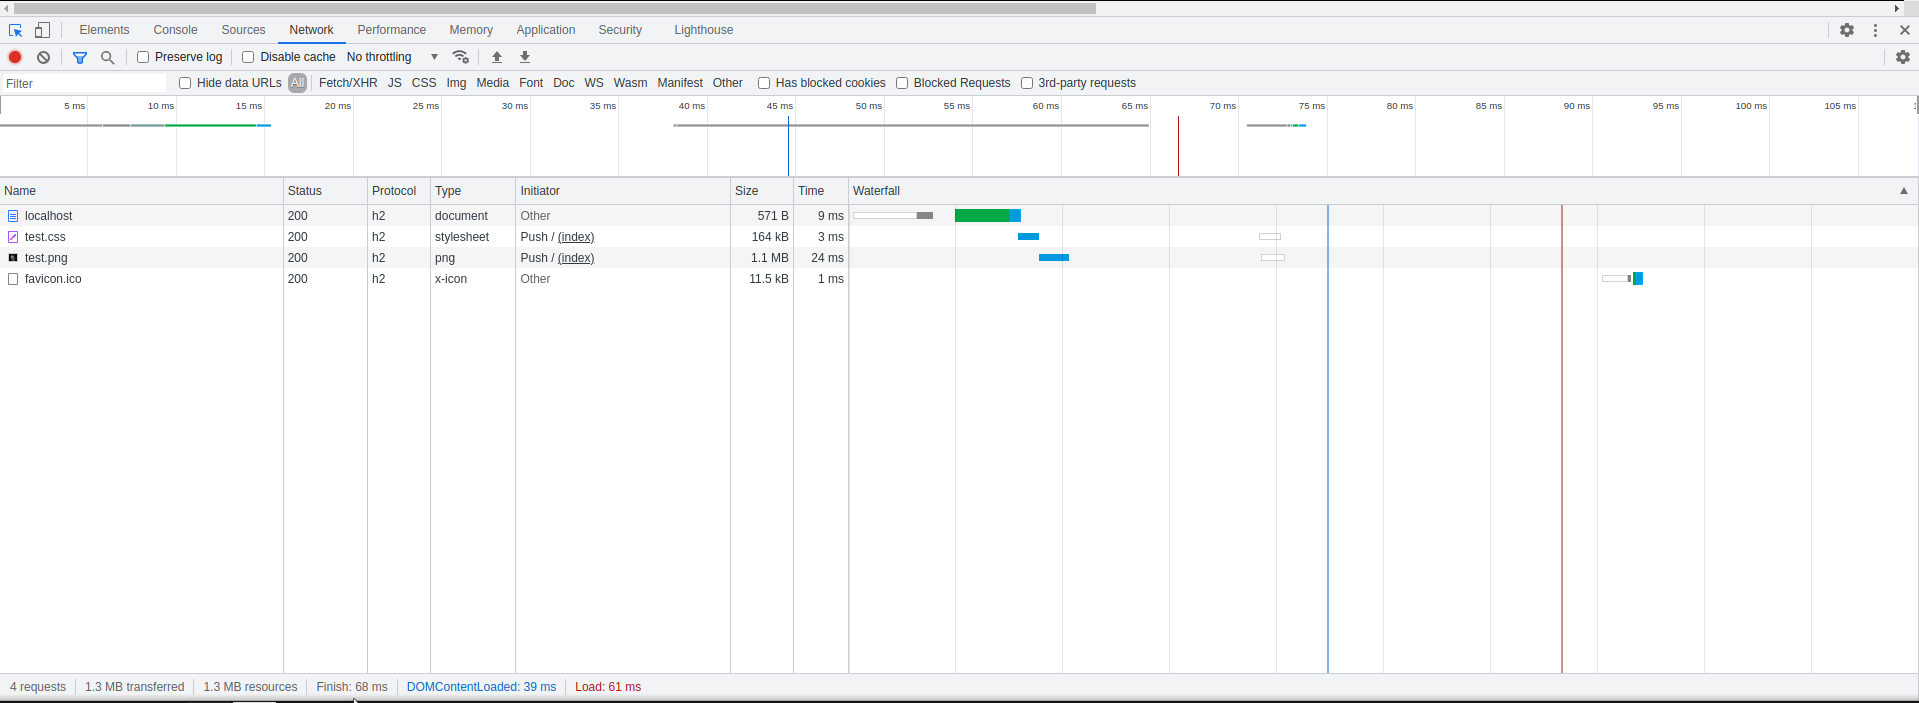 Elements Console Sources Network Performance Memory Application Security Lighthouse
Preserve log Disable cache No throttling
Filter Hide data URLs All Fetch/XHR JS CSS Img Media Font Doc WS Wasm Manifest Other Has blocked cookies Blocked Requests 3rd-party requests
5 ms 10 ms 15 ms 20 ms 25 ms 30 ms 35 ms 40 ms 45 ms 50 ms 55 ms 60 ms 65 ms 70 ms 75 ms 80 ms 85 ms 90 ms 95 ms 100 ms 105 ms
Name Status Protocol Type Initiator Size Time Waterfall
localhost 200 h2 document Other 571 B 9 ms
test.css 200 h2 stylesheet Push / (index) 164 kB 3 ms
test.png 200 h2 png Push / (index) 1.1 MB 24 ms
favicon.ico 200 h2 x-icon Other 11.5 kB 1 ms
4 requests 1.3 MB transferred 1.3 MB resources Finish: 68 ms DOMContentLoaded: 39 ms Load: 61 ms